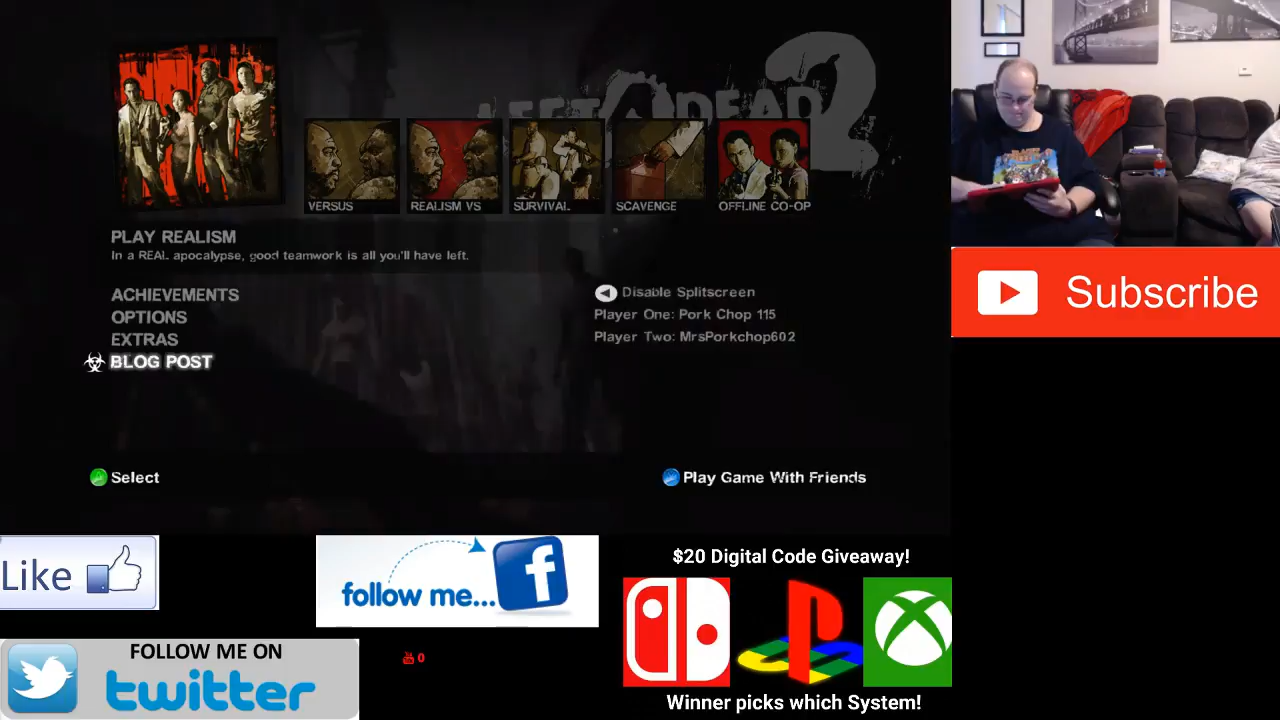 LEFT 4 DEAD 2
VERSUS
REALISM VS
SURVIVAL
SCAVENGE
OFFLINE CO-OP
PLAY REALISM
In a REAL apocalypse, good teamwork is all you'll have left.
ACHIEVEMENTS
OPTIONS
EXTRAS
BLOG POST
Disable Splitscreen
Player One: Pork Chop 115
Player Two: MrsPorkchop602
Select
Play Game With Friends
Subscribe
Like
follow me...
f
$20 Digital Code Giveaway!
Winner picks which System!
FOLLOW ME ON
twitter
0